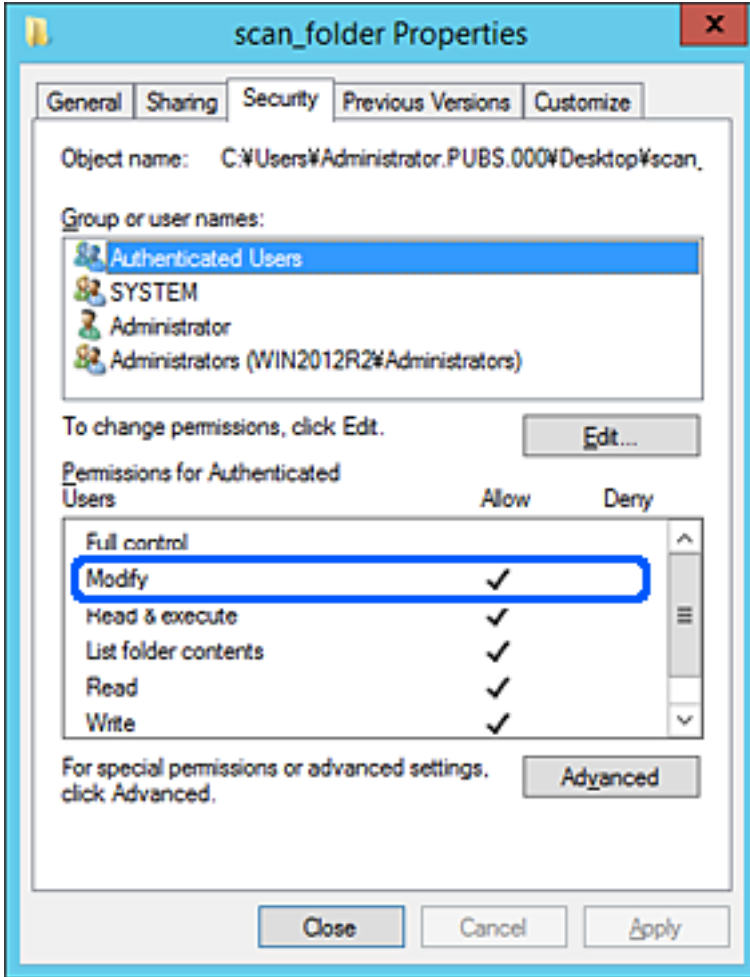 scan_folder Properties
x
General Sharing Security Previous Versions Customize
Object name: C:¥Users¥Administrator.PUBS.000¥Desktop¥scan_
Group or user names:
Authenticated Users
SYSTEM
Administrator
Administrators (WIN2012R2¥Administrators)
To change permissions, click Edit.
Edit...
Permissions for Authenticated
Users Allow Deny
Full control
Modify
Read & execute
List folder contents
Read
Write
For special permissions or advanced settings,
click Advanced.
Advanced
Close Cancel Apply